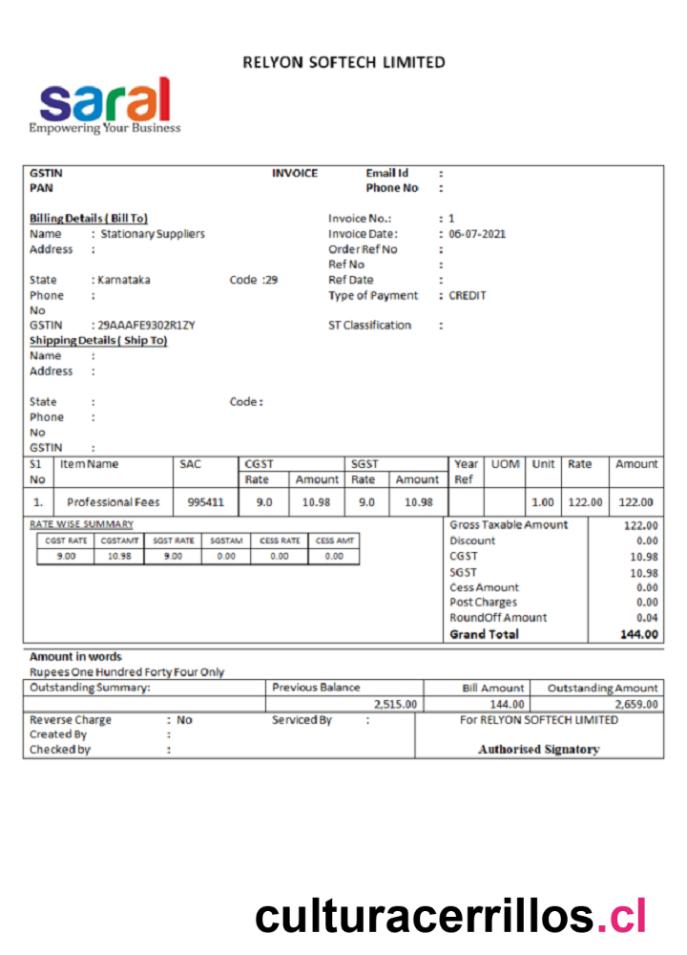 RELYON SOFTECH LIMITED
saral
Empowering Your Business
GSTIN INVOICE Email Id :
PAN Phone No :
Billing Details ( Bill To) Invoice No.: : 1
Name : Stationary Suppliers Invoice Date: : 06-07-2021
Address : Order Ref No :
Ref No :
State : Karnataka Code :29 Ref Date :
Phone : Type of Payment : CREDIT
No
GSTIN : 29AAAFE9302R1ZY ST Classification :
Shipping Details ( Ship To)
Name :
Address :
State : Code :
Phone :
No
GSTIN :
S1 Item Name SAC CGST SGST Year UOM Unit Rate Amount
No Rate Amount Rate Amount Ref
1. Professional Fees 995411 9.0 10.98 9.0 10.98 1.00 122.00 122.00
RATE WISE SUMMARY Gross Taxable Amount 122.00
CGST RATE CGSTAMT SGST RATE SGSTAM CESS RATE CESS AMT Discount 0.00
9.00 10.98 9.00 0.00 0.00 0.00 CGST 10.98
SGST 10.98
Cess Amount 0.00
Post Charges 0.00
RoundOff Amount 0.04
Grand Total 144.00
Amount in words
Rupees One Hundred Forty Four Only
Outstanding Summary: Previous Balance Bill Amount Outstanding Amount
2,515.00 144.00 2,659.00
Reverse Charge : No Serviced By : For RELYON SOFTECH LIMITED
Created By :
Checked by : Authorised Signatory
culturacerrillos.cl